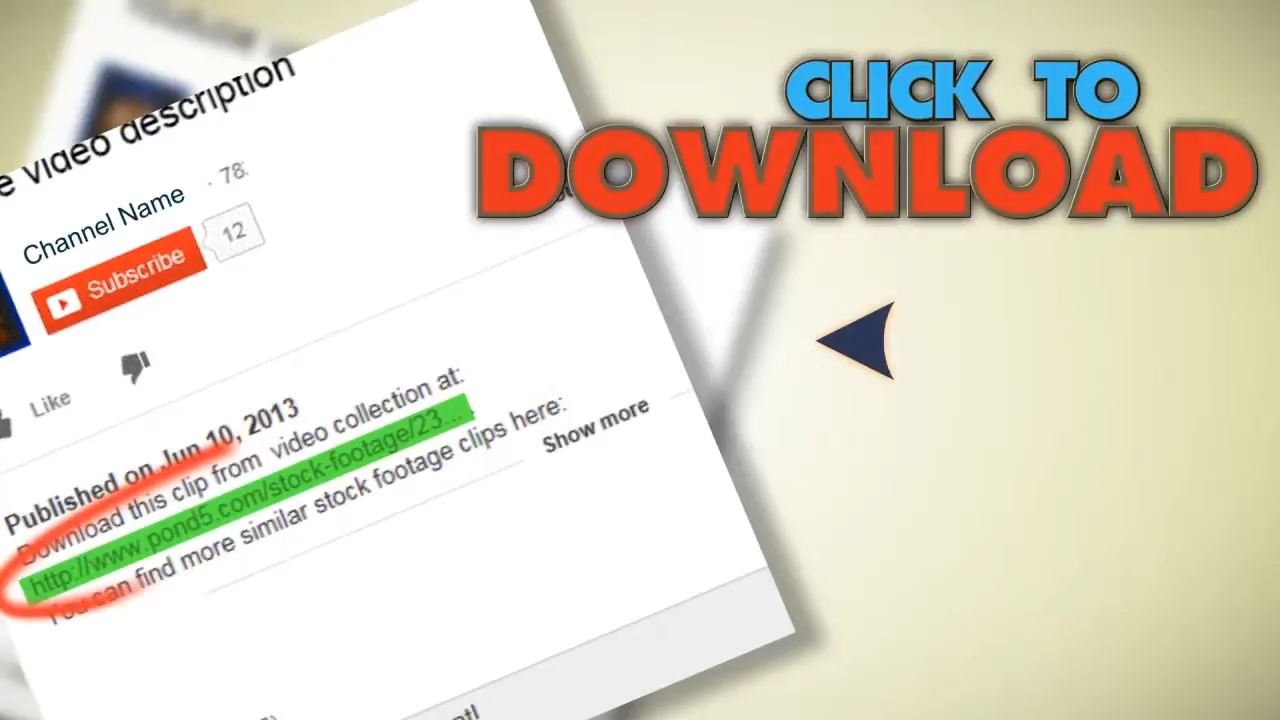 CLICK TO
DOWNLOAD
e video description
Channel Name · 78
Subscribe 12
Like
Published on Jun 10, 2013
Download this clip from video collection at:
http://www.pond5.com/stock-footage/23...
You can find more similar stock footage clips here:
Show more